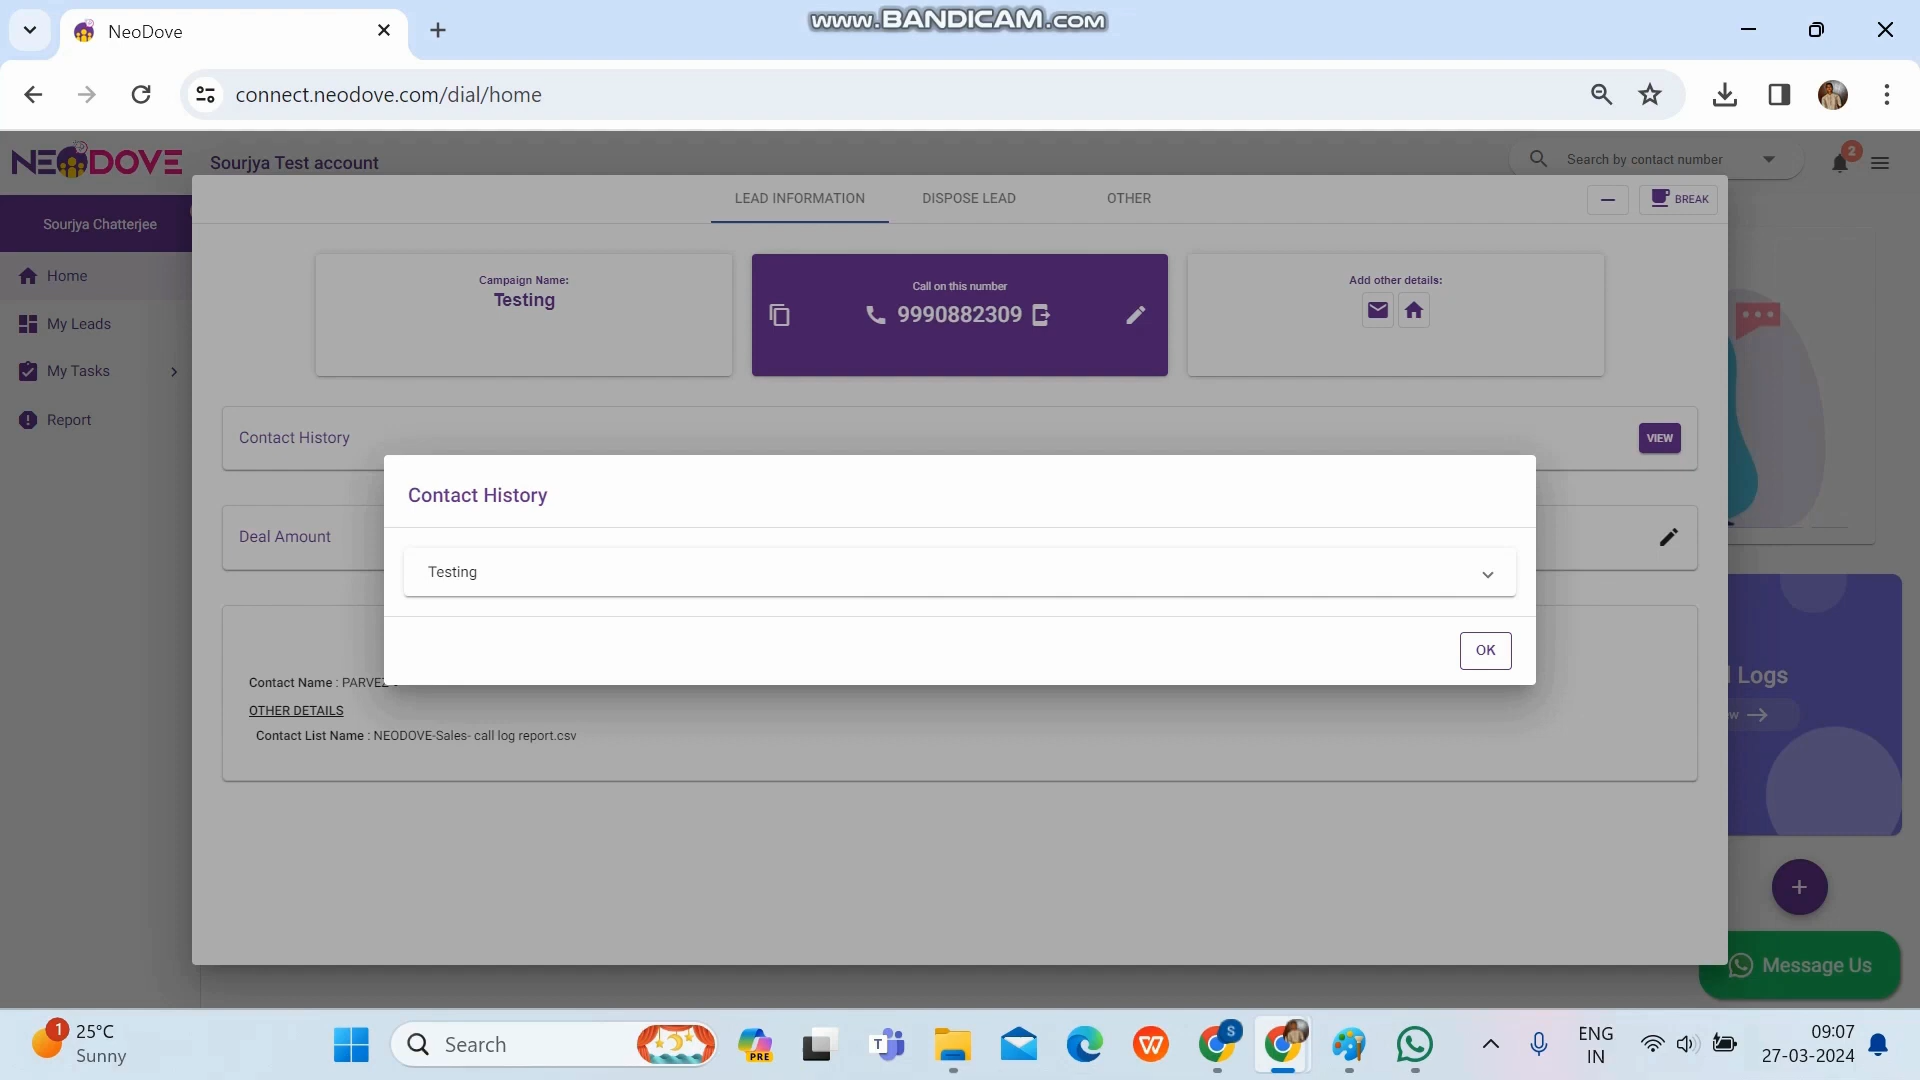 NeoDove
www.BANDICAM.com
connect.neodove.com/dial/home
NEODOVE
Sourjya Test account
Search by contact number
2
LEAD INFORMATION
DISPOSE LEAD
OTHER
BREAK
Sourjya Chatterjee
Home
My Leads
My Tasks
Report
Campaign Name:
Testing
Call on this number
9990882309
Add other details:
Contact History
VIEW
Contact History
Deal Amount
Testing
OK
Contact Name : PARVEZ
OTHER DETAILS
Contact List Name : NEODOVE-Sales- call log report.csv
Logs
Message Us
1
25°C
Sunny
Search
PRE
T
W
S
ENG
IN
09:07
27-03-2024